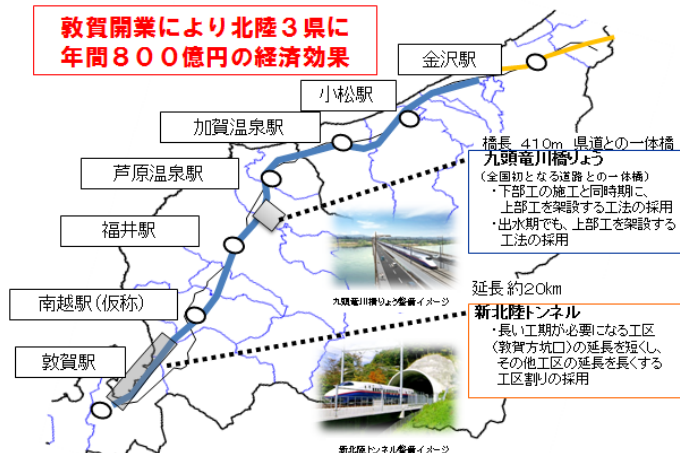 敦賀開業により北陸3県に
年間800億円の経済効果
金沢駅
小松駅
加賀温泉駅
芦原温泉駅
福井駅
南越駅(仮称)
敦賀駅
橋長 410m 県道との一体橋
九頭竜川橋りょう
(全国初となる道路との一体橋)
・下部工の施工と同時期に、
上部工を架設する工法の採用
・出水期でも、上部工を架設する
工法の採用
九頭竜川橋りょう整備イメージ
延長 約20km
新北陸トンネル
・長い工期が必要になる工区
(敦賀方坑口)の延長を短くし、
その他工区の延長を長くする
工区割りの採用
新北陸トンネル整備イメージ